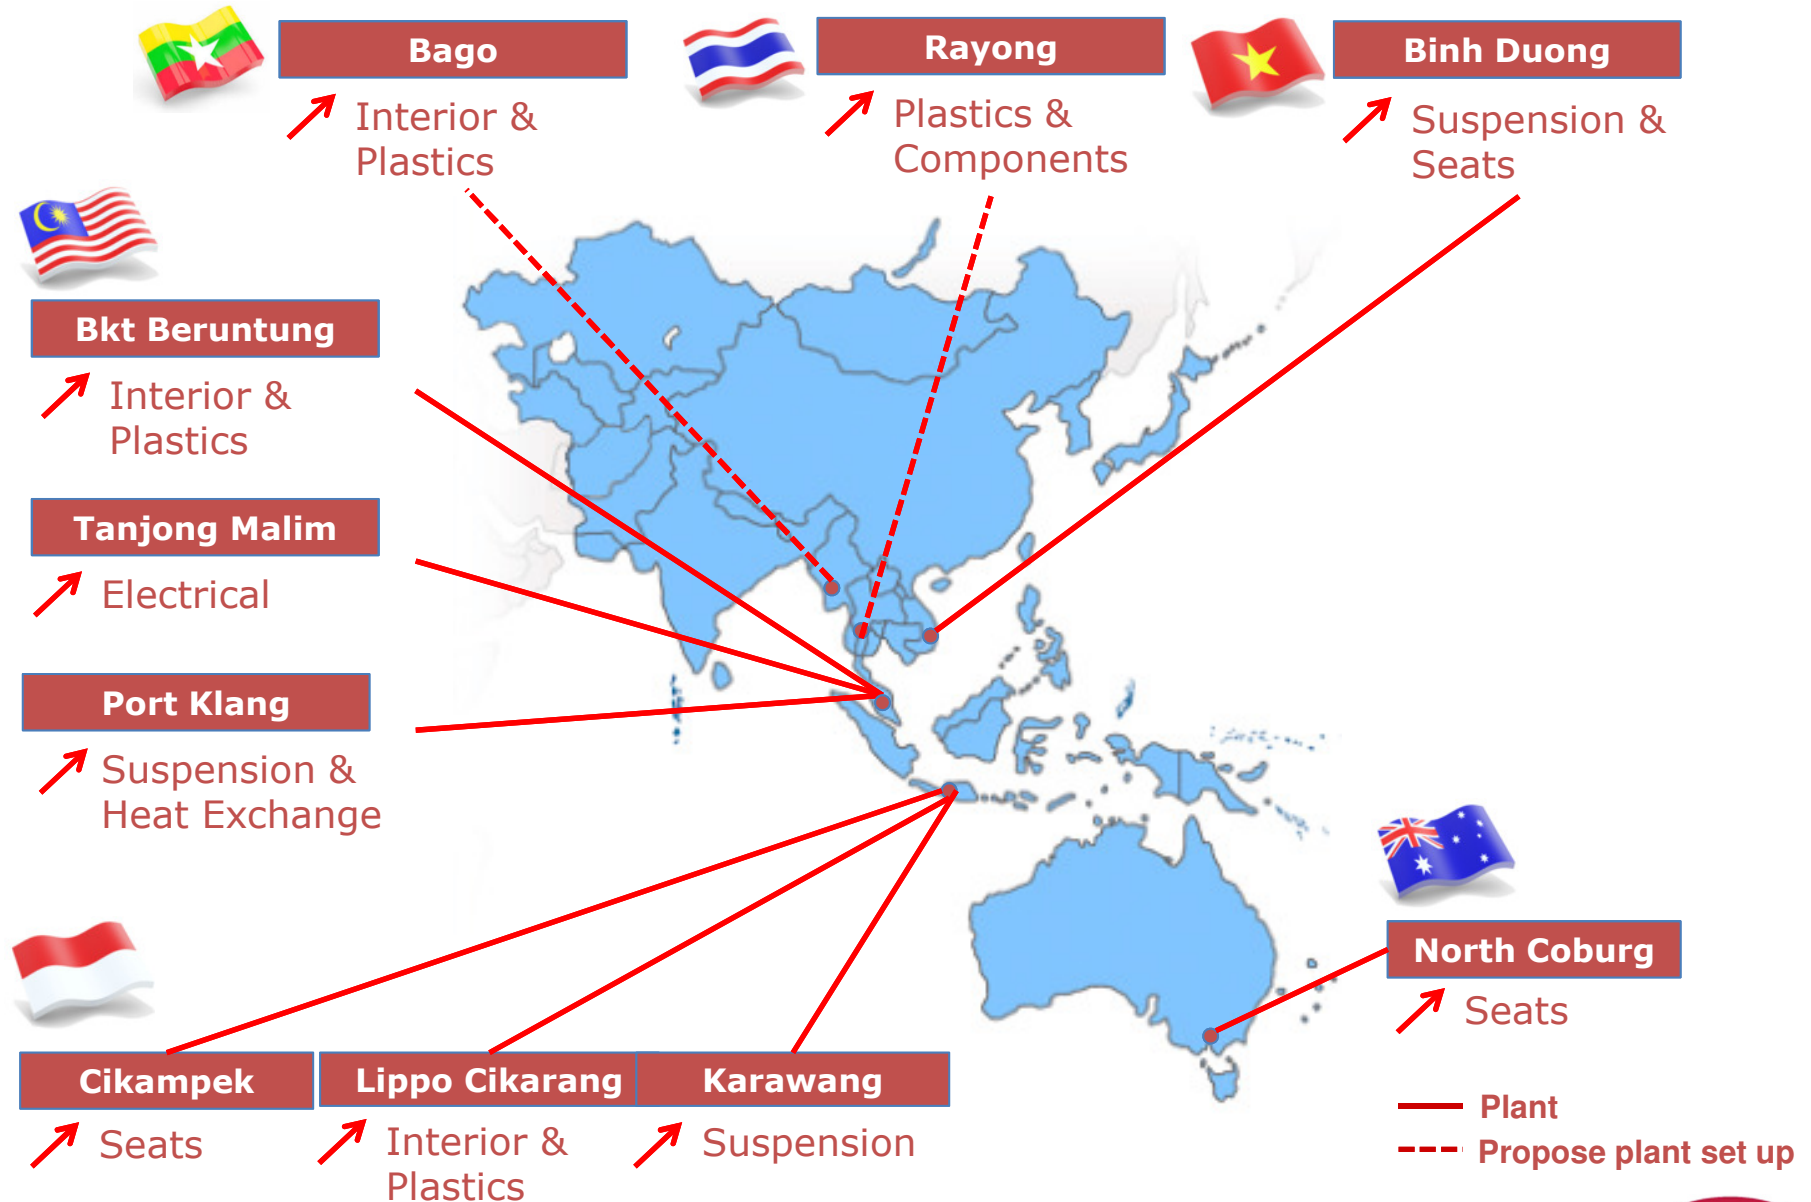 Bago
Interior &
Plastics
Rayong
Plastics &
Components
Binh Duong
Suspension &
Seats
Bkt Beruntung
Interior &
Plastics
Tanjong Malim
Electrical
Port Klang
Suspension &
Heat Exchange
North Coburg
Seats
Cikampek
Seats
Lippo Cikarang
Interior &
Plastics
Karawang
Suspension
Plant
Propose plant set up